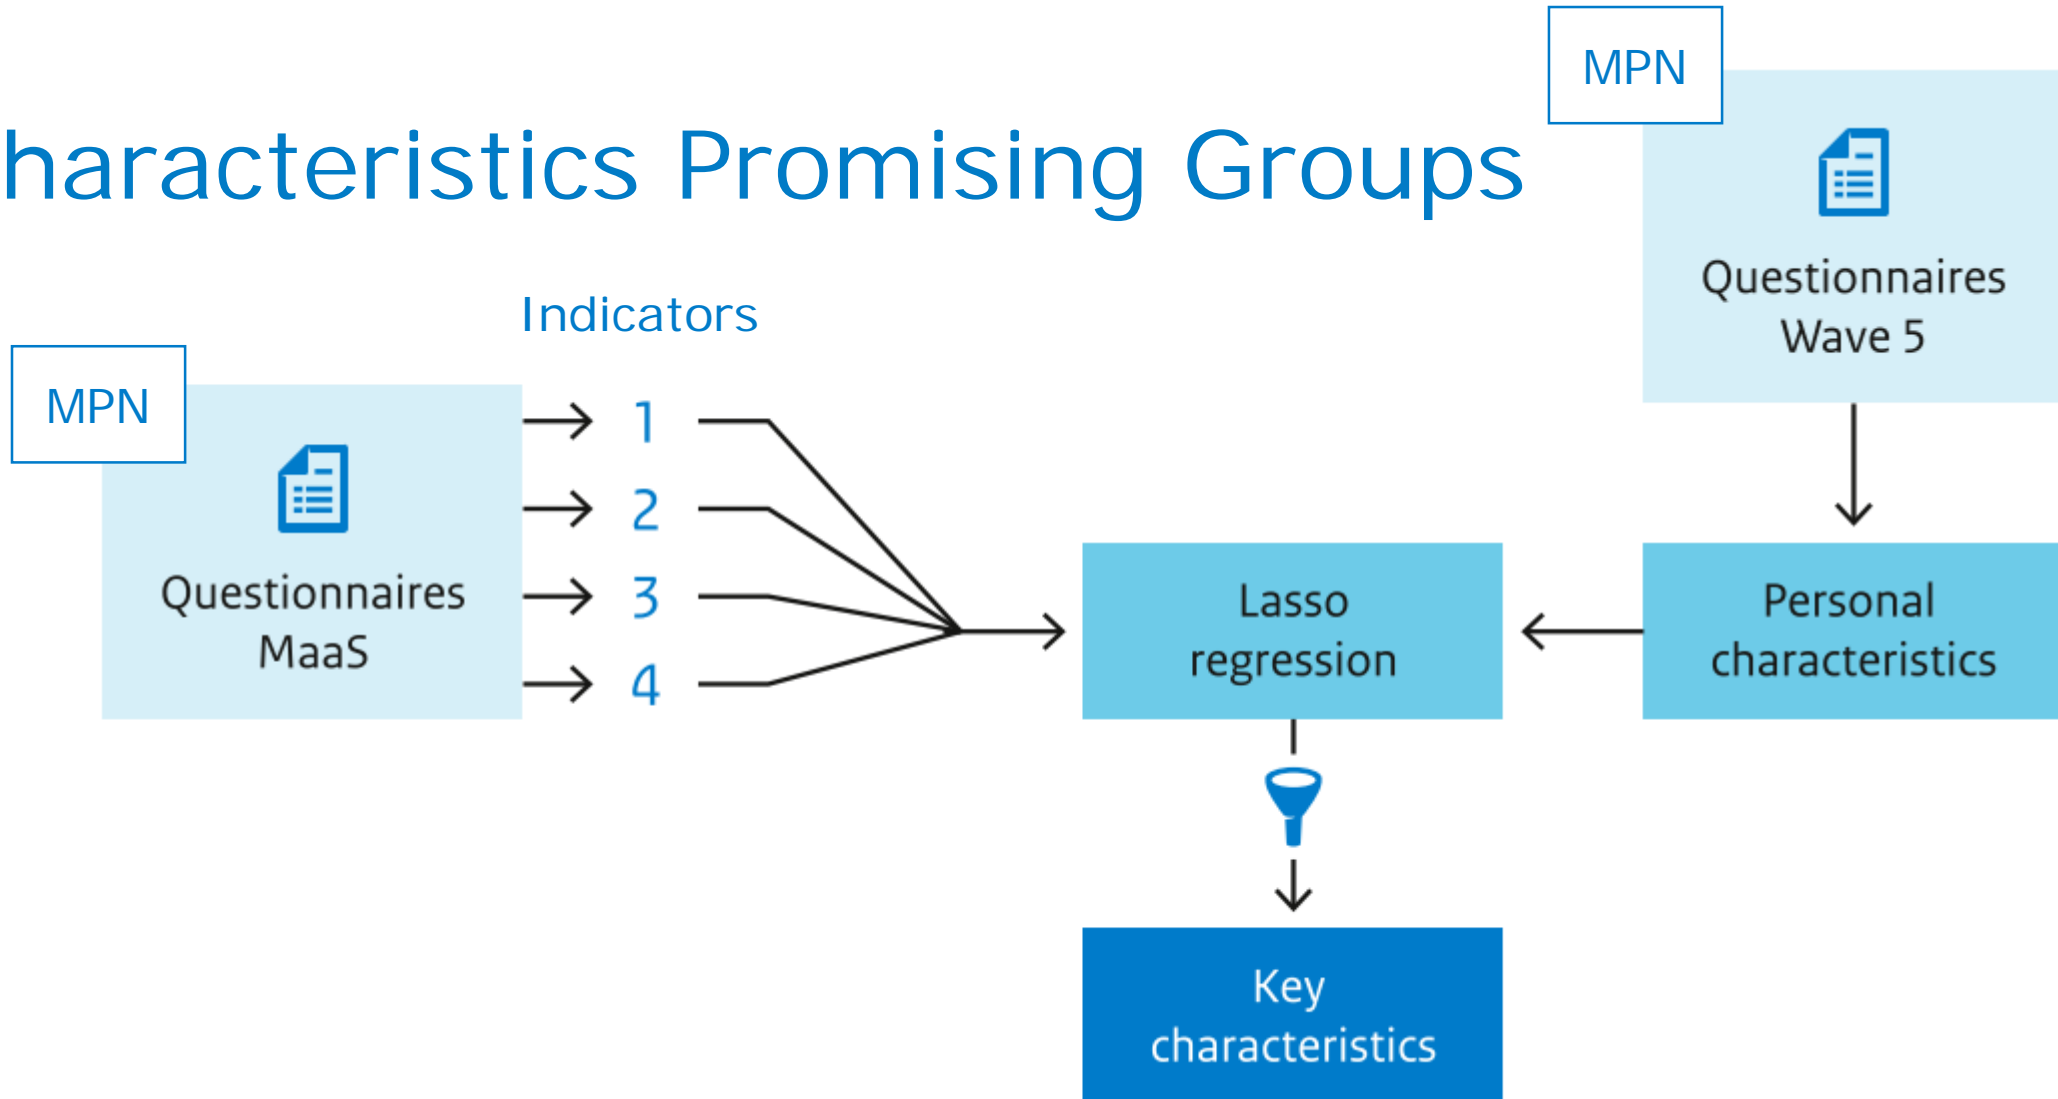 MPN
haracteristics Promising Groups
Questionnaires
Wave 5
Indicators
MPN
Questionnaires
MaaS
1
2
3
4
Lasso
regression
Personal
characteristics
Key
characteristics